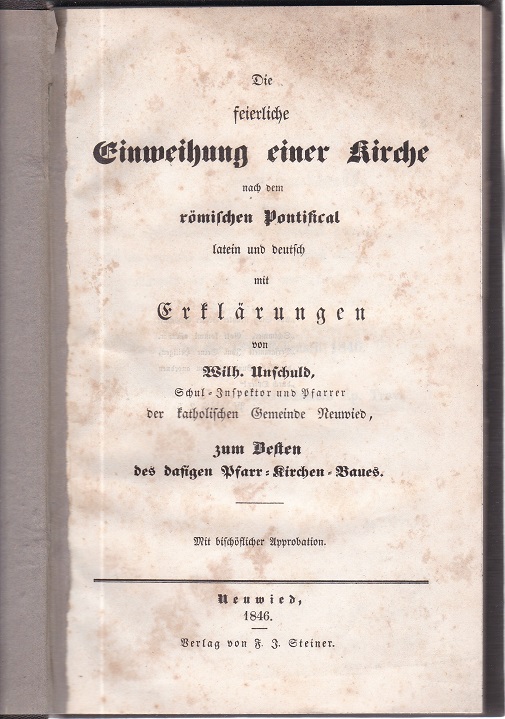 Die
feierliche
Einweihung einer Kirche
nach dem
römischen Pontifical
latein und deutsch
mit
Erklärungen
von
Wilh. Unschuld,
Schul-Inspektor und Pfarrer
der katholischen Gemeinde Neuwied,
zum Besten
des dasigen Pfarr-Kirchen-Baues.
Mit bischöflicher Approbation.
Neuwied,
1846.
Verlag von F. J. Steiner.